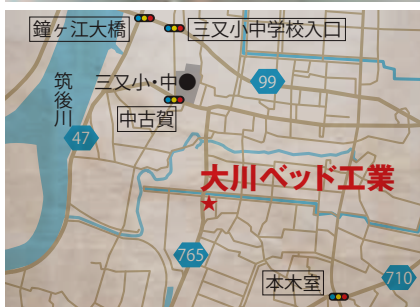 鐘ヶ江大橋
三又小中学校入口
三又小・中
99
筑後川
中古賀
47
大川ベッド工業
765
本木室
710